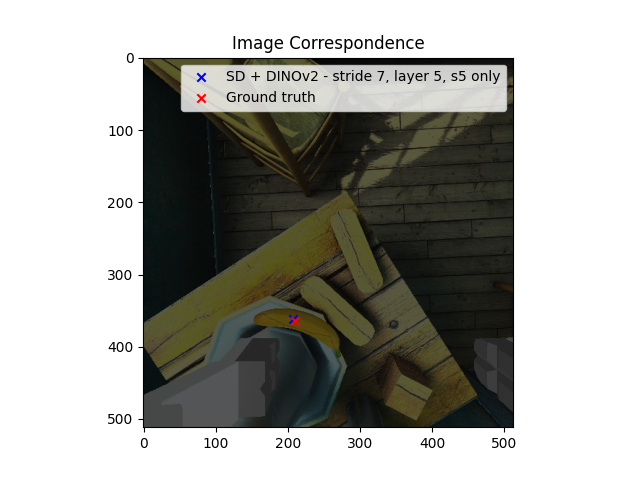 Image Correspondence
SD + DINOv2 - stride 7, layer 5, s5 only
Ground truth
0
100
200
300
400
500
0 100 200 300 400 500